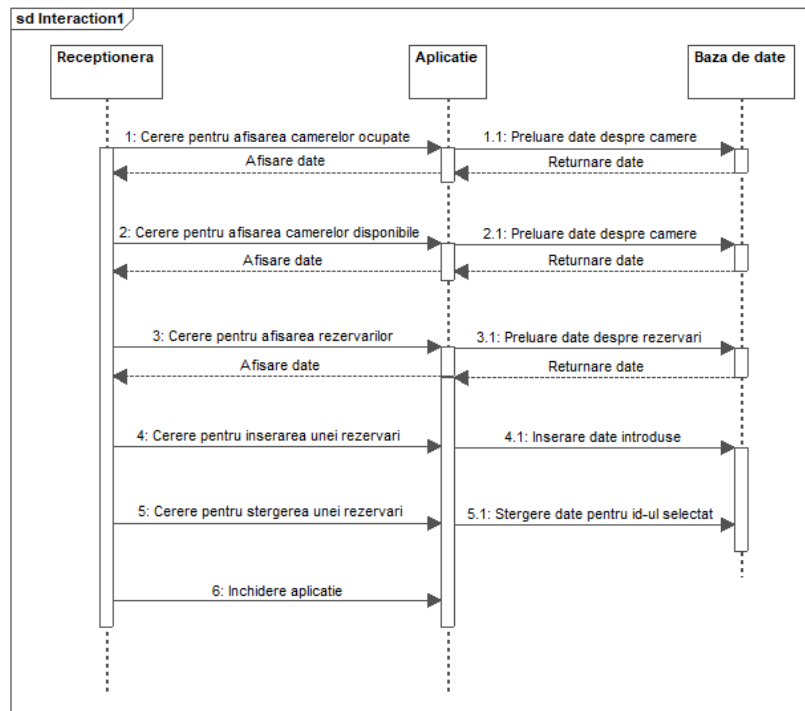 sd Interaction1
Receptionera
Aplicatie
Baza de date
1: Cerere pentru afisarea camerelor ocupate
1.1: Preluare date despre camere
Afisare date
Returnare date
2: Cerere pentru afisarea camerelor disponibile
2.1: Preluare date despre camere
Afisare date
Returnare date
3: Cerere pentru afisarea rezervarilor
3.1: Preluare date despre rezervari
Afisare date
Returnare date
4: Cerere pentru inserarea unei rezervari
4.1: Inserare date introduse
5: Cerere pentru stergerea unei rezervari
5.1: Stergere date pentru id-ul selectat
6: Inchidere aplicatie